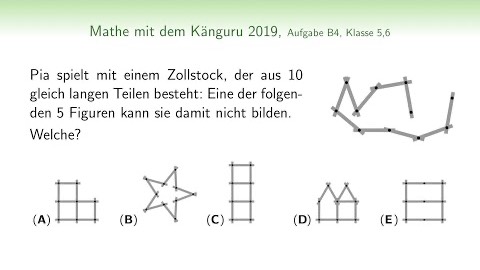 Mathe mit dem Känguru 2019, Aufgabe B4, Klasse 5,6
Pia spielt mit einem Zollstock, der aus 10
gleich langen Teilen besteht: Eine der folgen-
den 5 Figuren kann sie damit nicht bilden.
Welche?
(A) (B) (C) (D) (E)